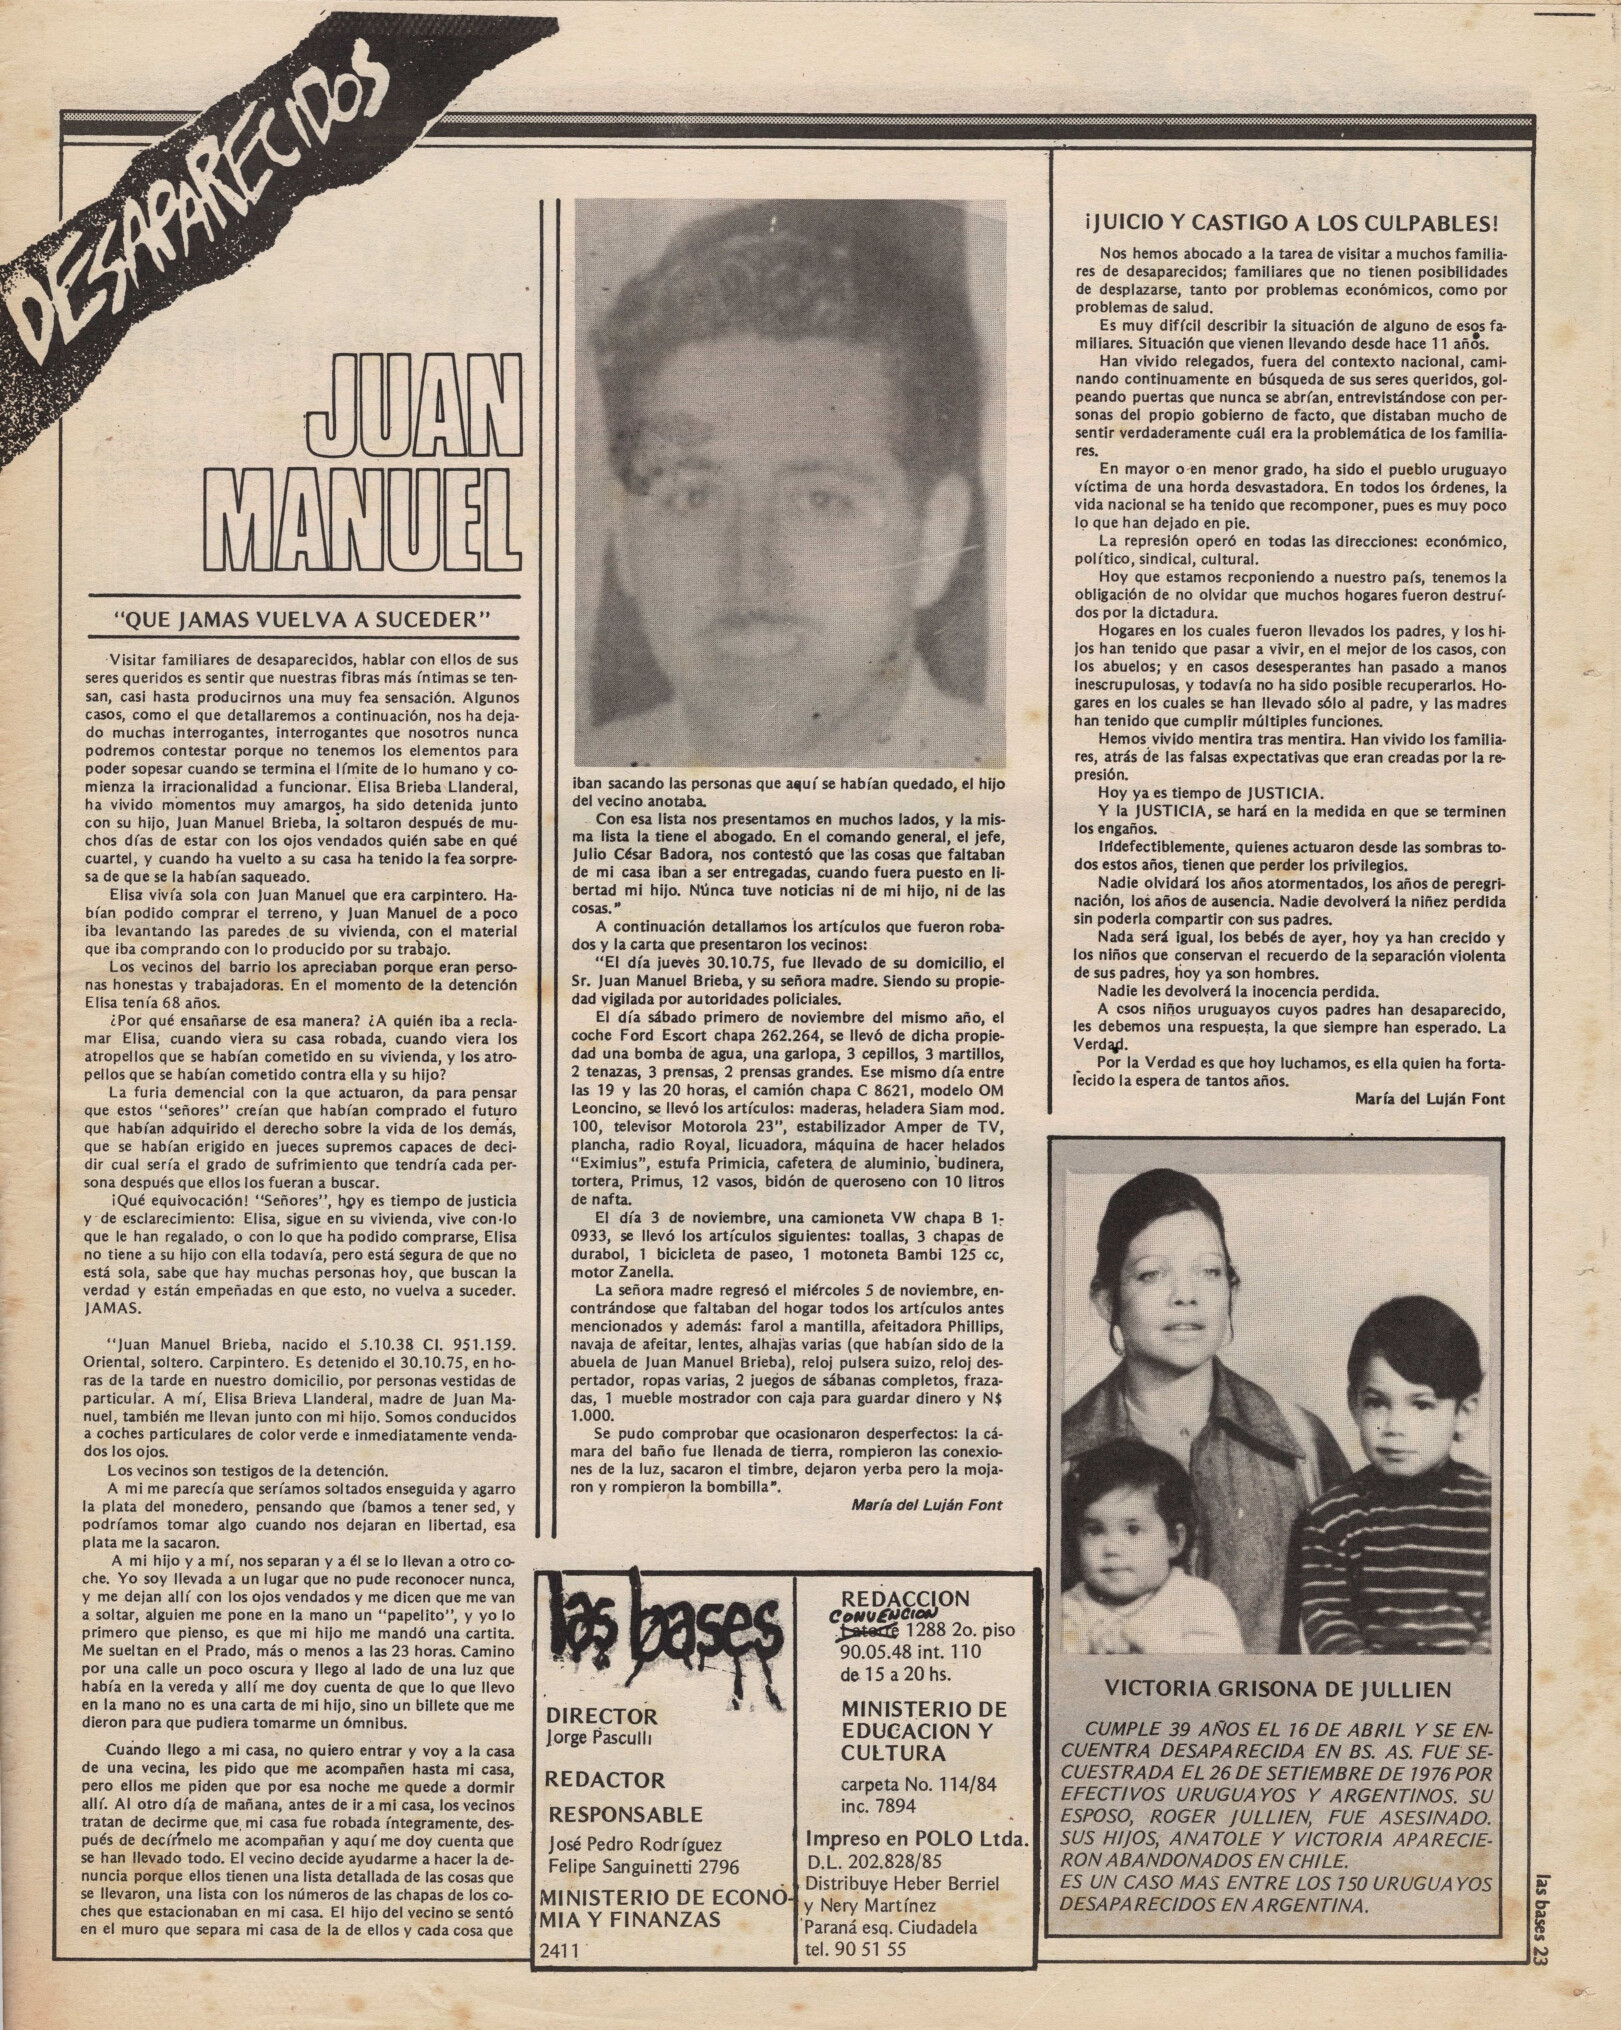 DESAPARECIDOS
JUAN
MANUEL
"QUE JAMAS VUELVA A SUCEDER"
Visitar familiares de desaparecidos, hablar con ellos de sus
seres queridos es sentir que nuestras fibras más íntimas se ten-
san, casi hasta producirnos una muy fea sensación. Algunos
casos, como el que detallaremos a continuación, nos ha deja-
do muchas interrogantes, interrogantes que nosotros nunca
podremos contestar porque no tenemos los elementos para
poder sopesar cuando se termina el límite de lo humano y co-
mienza la irracionalidad a funcionar. Elisa Brieba Llanderal,
ha vivido momentos muy amargos, ha sido detenida junto
con su hijo, Juan Manuel Brieba, la soltaron después de mu-
chos días de estar con los ojos vendados quién sabe en qué
cuartel, y cuando ha vuelto a su casa ha tenido la fea sorpre-
sa de que se la habían saqueado.
Elisa vivía sola con Juan Manuel que era carpintero. Ha-
bían podido comprar el terreno, y Juan Manuel de a poco
iba levantando las paredes de su vivienda, con el material
que iba comprando con lo producido por su trabajo.
Los vecinos del barrio los apreciaban porque eran perso-
nas honestas y trabajadoras. En el momento de la detención
Elisa tenía 68 años.
¿Por qué ensañarse de esa manera? ¿A quién iba a recla-
mar Elisa, cuando viera su casa robada, cuando viera los
atropellos que se habían cometido en su vivienda, y los atro-
pellos que se habían cometido contra ella y su hijo?
La furia demencial con la que actuaron, da para pensar
que estos "señores" creían que habían comprado el futuro
que habían adquirido el derecho sobre la vida de los demás,
que se habían erigido en jueces supremos capaces de deci-
dir cual sería el grado de sufrimiento que tendría cada per-
sona después que ellos los fueran a buscar.
¡Qué equivocación! "Señores", hoy es tiempo de justicia
y de esclarecimiento: Elisa, sigue en su vivienda, vive con lo
que le han regalado, o con lo que ha podido comprarse, Elisa
no tiene a su hijo con ella todavía, pero está segura de que no
está sola, sabe que hay muchas personas hoy, que buscan la
verdad y están empeñadas en que esto, no vuelva a suceder.
JAMAS.
"Juan Manuel Brieba, nacido el 5.10.38 CI. 951.159.
Oriental, soltero. Carpintero. Es detenido el 30.10.75, en ho-
ras de la tarde en nuestro domicilio, por personas vestidas de
particular. A mí, Elisa Brieva Llanderal, madre de Juan Ma-
nuel, también me llevan junto con mi hijo. Somos conducidos
a coches particulares de color verde e inmediatamente venda-
dos los ojos.
Los vecinos son testigos de la detención.
A mi me parecía que seríamos soltados enseguida y agarro
la plata del monedero, pensando que íbamos a tener sed, y
podríamos tomar algo cuando nos dejaran en libertad, esa
plata me la sacaron.
A mi hijo y a mí, nos separan y a él se lo llevan a otro co-
che. Yo soy llevada a un lugar que no pude reconocer nunca,
y me dejan allí con los ojos vendados y me dicen que me van
a soltar, alguien me pone en la mano un "papelito", y yo lo
primero que pienso, es que mi hijo me mandó una cartita.
Me sueltan en el Prado, más o menos a las 23 horas. Camino
por una calle un poco oscura y llego al lado de una luz que
había en la vereda y allí me doy cuenta de que lo que llevo
en la mano no es una carta de mi hijo, sino un billete que me
dieron para que pudiera tomarme un ómnibus.
Cuando llego a mi casa, no quiero entrar y voy a la casa
de una vecina, les pido que me acompañen hasta mi casa,
pero ellos me piden que por esa noche me quede a dormir
allí. Al otro día de mañana, antes de ir a mi casa, los vecinos
tratan de decirme que mi casa fue robada íntegramente, des-
pués de decírmelo me acompañan y aquí me doy cuenta que
se han llevado todo. El vecino decide ayudarme a hacer la de-
nuncia porque ellos tienen una lista detallada de las cosas que
se llevaron, una lista con los números de las chapas de los co-
ches que estacionaban en mi casa. El hijo del vecino se sentó
en el muro que separa mi casa de la de ellos y cada cosa que
iban sacando las personas que aquí se habían quedado, el hijo
del vecino anotaba.
Con esa lista nos presentamos en muchos lados, y la mis-
ma lista la tiene el abogado. En el comando general, el jefe,
Julio César Badora, nos contestó que las cosas que faltaban
de mi casa iban a ser entregadas, cuando fuera puesto en li-
bertad mi hijo. Núnca tuve noticias ni de mi hijo, ni de las
cosas."
A continuación detallamos los artículos que fueron roba-
dos y la carta que presentaron los vecinos:
"El día jueves 30.10.75, fue llevado de su domicilio, el
Sr. Juan Manuel Brieba, y su señora madre. Siendo su propie-
dad vigilada por autoridades policiales.
El día sábado primero de noviembre del mismo año, el
coche Ford Escort chapa 262.264, se llevó de dicha propie-
dad una bomba de agua, una garlopa, 3 cepillos, 3 martillos,
2 tenazas, 3 prensas, 2 prensas grandes. Ese mismo día entre
las 19 y las 20 horas, el camión chapa C 8621, modelo OM
Leoncino, se llevó los artículos: maderas, heladera Siam mod.
100, televisor Motorola 23", estabilizador Amper de TV,
plancha, radio Royal, licuadora, máquina de hacer helados
"Eximius", estufa Primicia, cafetera de aluminio, budinera,
tortera, Primus, 12 vasos, bidón de queroseno con 10 litros
de nafta.
El día 3 de noviembre, una camioneta VW chapa B 1-
0933, se llevó los artículos siguientes: toallas, 3 chapas de
durabol, 1 bicicleta de paseo, 1 motoneta Bambi 125 cc,
motor Zanella.
La señora madre regresó el miércoles 5 de noviembre, en-
contrándose que faltaban del hogar todos los artículos antes
mencionados y además: farol a mantilla, afeitadora Phillips,
navaja de afeitar, lentes, alhajas varias (que habían sido de la
abuela de Juan Manuel Brieba), reloj pulsera suizo, reloj des-
pertador, ropas varias, 2 juegos de sábanas completos, fraza-
das, 1 mueble mostrador con caja para guardar dinero y N$
1.000.
Se pudo comprobar que ocasionaron desperfectos: la cá-
mara del baño fue llenada de tierra, rompieron las conexio-
nes de la luz, sacaron el timbre, dejaron yerba pero la moja-
ron y rompieron la bombilla".
María del Luján Font
¡JUICIO Y CASTIGO A LOS CULPABLES!
Nos hemos abocado a la tarea de visitar a muchos familia-
res de desaparecidos; familiares que no tienen posibilidades
de desplazarse, tanto por problemas económicos, como por
problemas de salud.
Es muy difícil describir la situación de alguno de esos fa-
miliares. Situación que vienen llevando desde hace 11 años.
Han vivido relegados, fuera del contexto nacional, cami-
nando continuamente en búsqueda de sus seres queridos, gol-
peando puertas que nunca se abrían, entrevistándose con per-
sonas del propio gobierno de facto, que distaban mucho de
sentir verdaderamente cuál era la problemática de los familia-
res.
En mayor o en menor grado, ha sido el pueblo uruguayo
víctima de una horda desvastadora. En todos los órdenes, la
vida nacional se ha tenido que recomponer, pues es muy poco
lo que han dejado en pie.
La represión operó en todas las direcciones: económico,
político, sindical, cultural.
Hoy que estamos recponiendo a nuestro país, tenemos la
obligación de no olvidar que muchos hogares fueron destruí-
dos por la dictadura.
Hogares en los cuales fueron llevados los padres, y los hi-
jos han tenido que pasar a vivir, en el mejor de los casos, con
los abuelos; y en casos desesperantes han pasado a manos
inescrupulosas, y todavía no ha sido posible recuperarlos. Ho-
gares en los cuales se han llevado sólo al padre, y las madres
han tenido que cumplir múltiples funciones.
Hemos vivido mentira tras mentira. Han vivido los familia-
res, atrás de las falsas expectativas que eran creadas por la re-
presión.
Hoy ya es tiempo de JUSTICIA.
Y la JUSTICIA, se hará en la medida en que se terminen
los engaños.
Indefectiblemente, quienes actuaron desde las sombras to-
dos estos años, tienen que perder los privilegios.
Nadie olvidará los años atormentados, los años de peregri-
nación, los años de ausencia. Nadie devolverá la niñez perdida
sin poderla compartir con sus padres.
Nada será igual, los bebés de ayer, hoy ya han crecido y
los niños que conservan el recuerdo de la separación violenta
de sus padres, hoy ya son hombres.
Nadie les devolverá la inocencia perdida.
A esos niños uruguayos cuyos padres han desaparecido,
les debemos una respuesta, la que siempre han esperado. La
Verdad.
Por la Verdad es que hoy luchamos, es ella quien ha forta-
lecido la espera de tantos años.
María del Luján Font
VICTORIA GRISONA DE JULLIEN
CUMPLE 39 AÑOS EL 16 DE ABRIL Y SE EN-
CUENTRA DESAPARECIDA EN BS. AS. FUE SE-
CUESTRADA EL 26 DE SETIEMBRE DE 1976 POR
EFECTIVOS URUGUAYOS Y ARGENTINOS. SU
ESPOSO, ROGER JULLIEN, FUE ASESINADO.
SUS HIJOS, ANATOLE Y VICTORIA APARECIE-
RON ABANDONADOS EN CHILE.
ES UN CASO MAS ENTRE LOS 150 URUGUAYOS
DESAPARECIDOS EN ARGENTINA.
las bases
DIRECTOR
Jorge Pasculli
REDACTOR
RESPONSABLE
José Pedro Rodríguez
Felipe Sanguinetti 2796
MINISTERIO DE ECONO-
MIA Y FINANZAS
2411
REDACCION
CONVENCION
Latorre 1288 2o. piso
90.05.48 int. 110
de 15 a 20 hs.
MINISTERIO DE
EDUCACION Y
CULTURA
carpeta No. 114/84
inc. 7894
Impreso en POLO Ltda.
D.L. 202.828/85
Distribuye Heber Berriel
y Nery Martínez
Paraná esq. Ciudadela
tel. 90 51 55
las bases 23